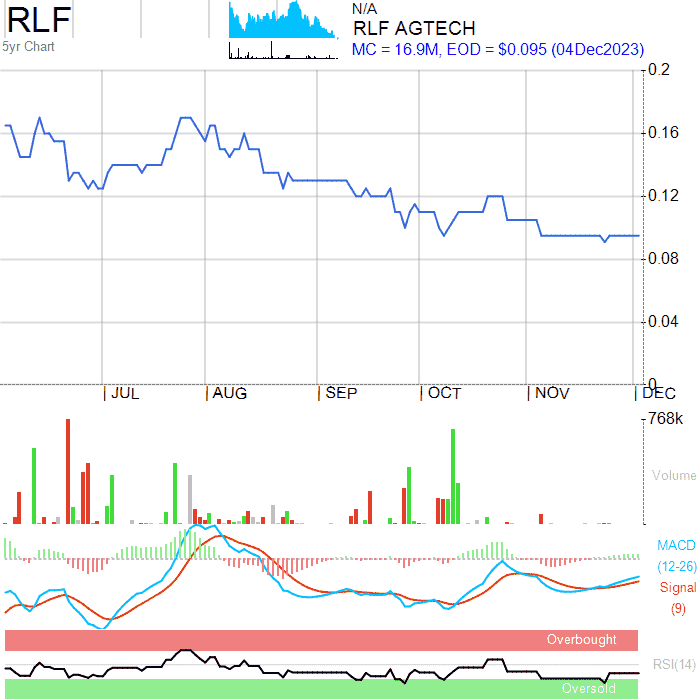 RLF
5yr Chart
N/A
RLF AGTECH
MC = 16.9M, EOD = $0.095 (04Dec2023)
0.2
0.16
0.12
0.08
0.04
0
JUL AUG SEP OCT NOV DEC
768k
Volume
MACD
(12-26)
Signal
(9)
Overbought
RSI(14)
Oversold